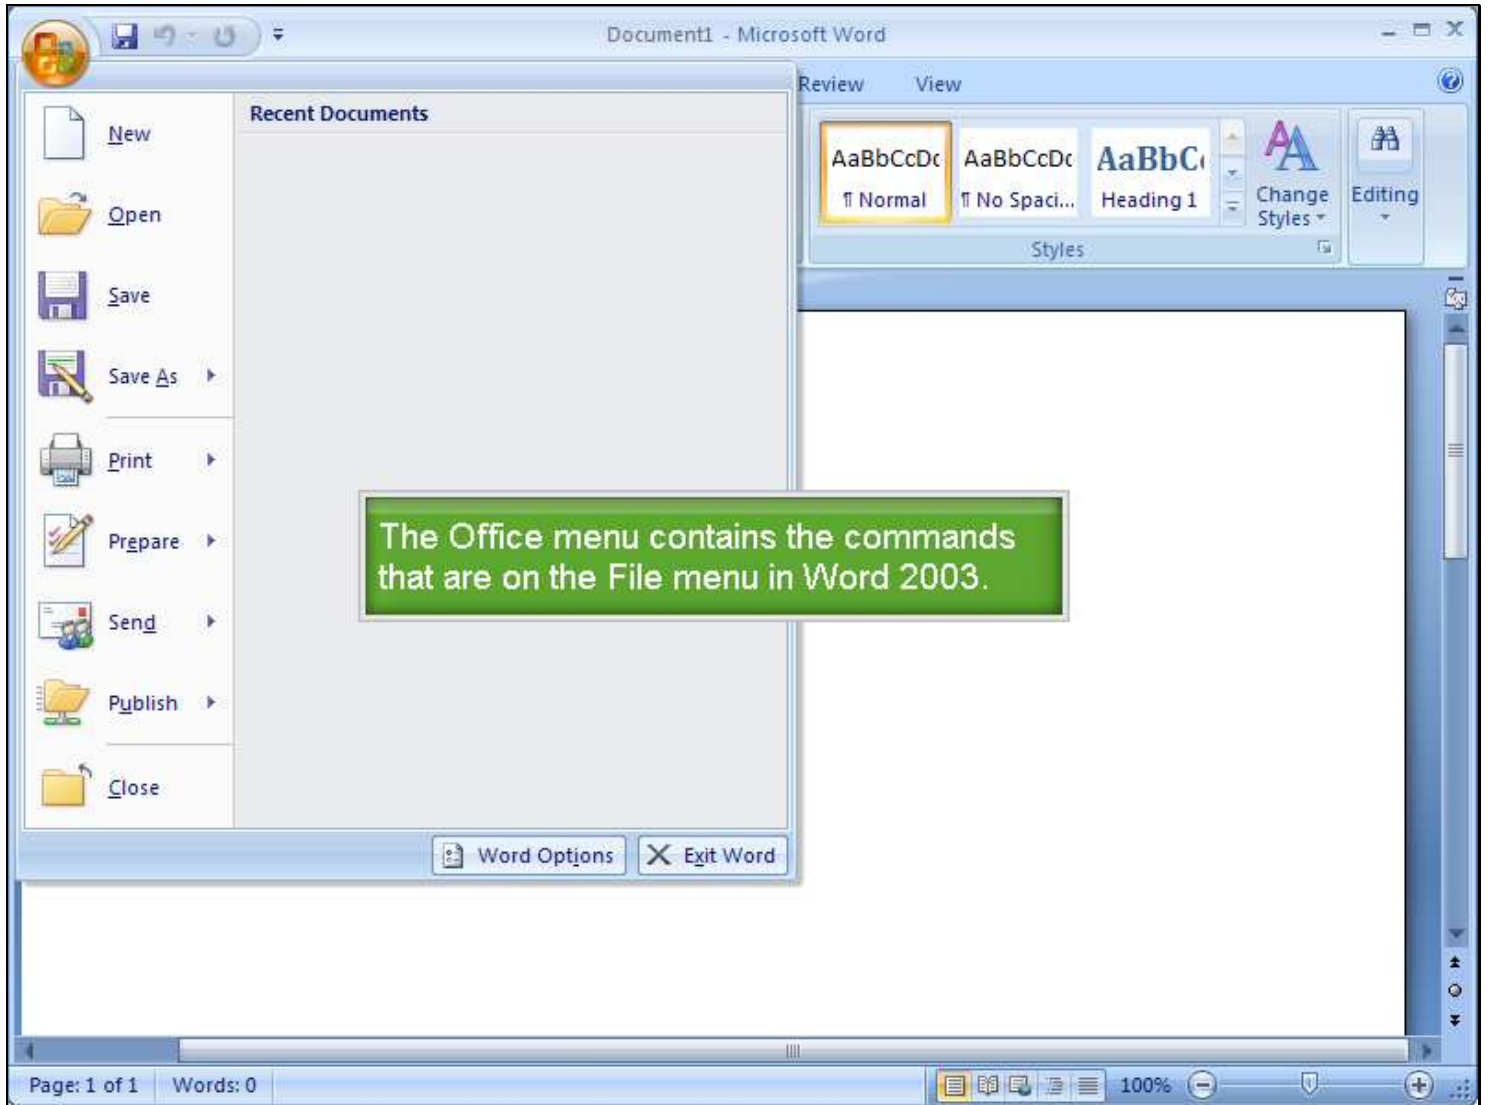 Document1 - Microsoft Word
Review View
New
Open
Save
Save As
Print
Prepare
Send
Publish
Close
Recent Documents
AaBbCcDc AaBbCcDc AaBbC
¶ Normal ¶ No Spaci... Heading 1
Change
Styles
Editing
Styles
The Office menu contains the commands
that are on the File menu in Word 2003.
Word Options Exit Word
Page: 1 of 1 Words: 0 100%